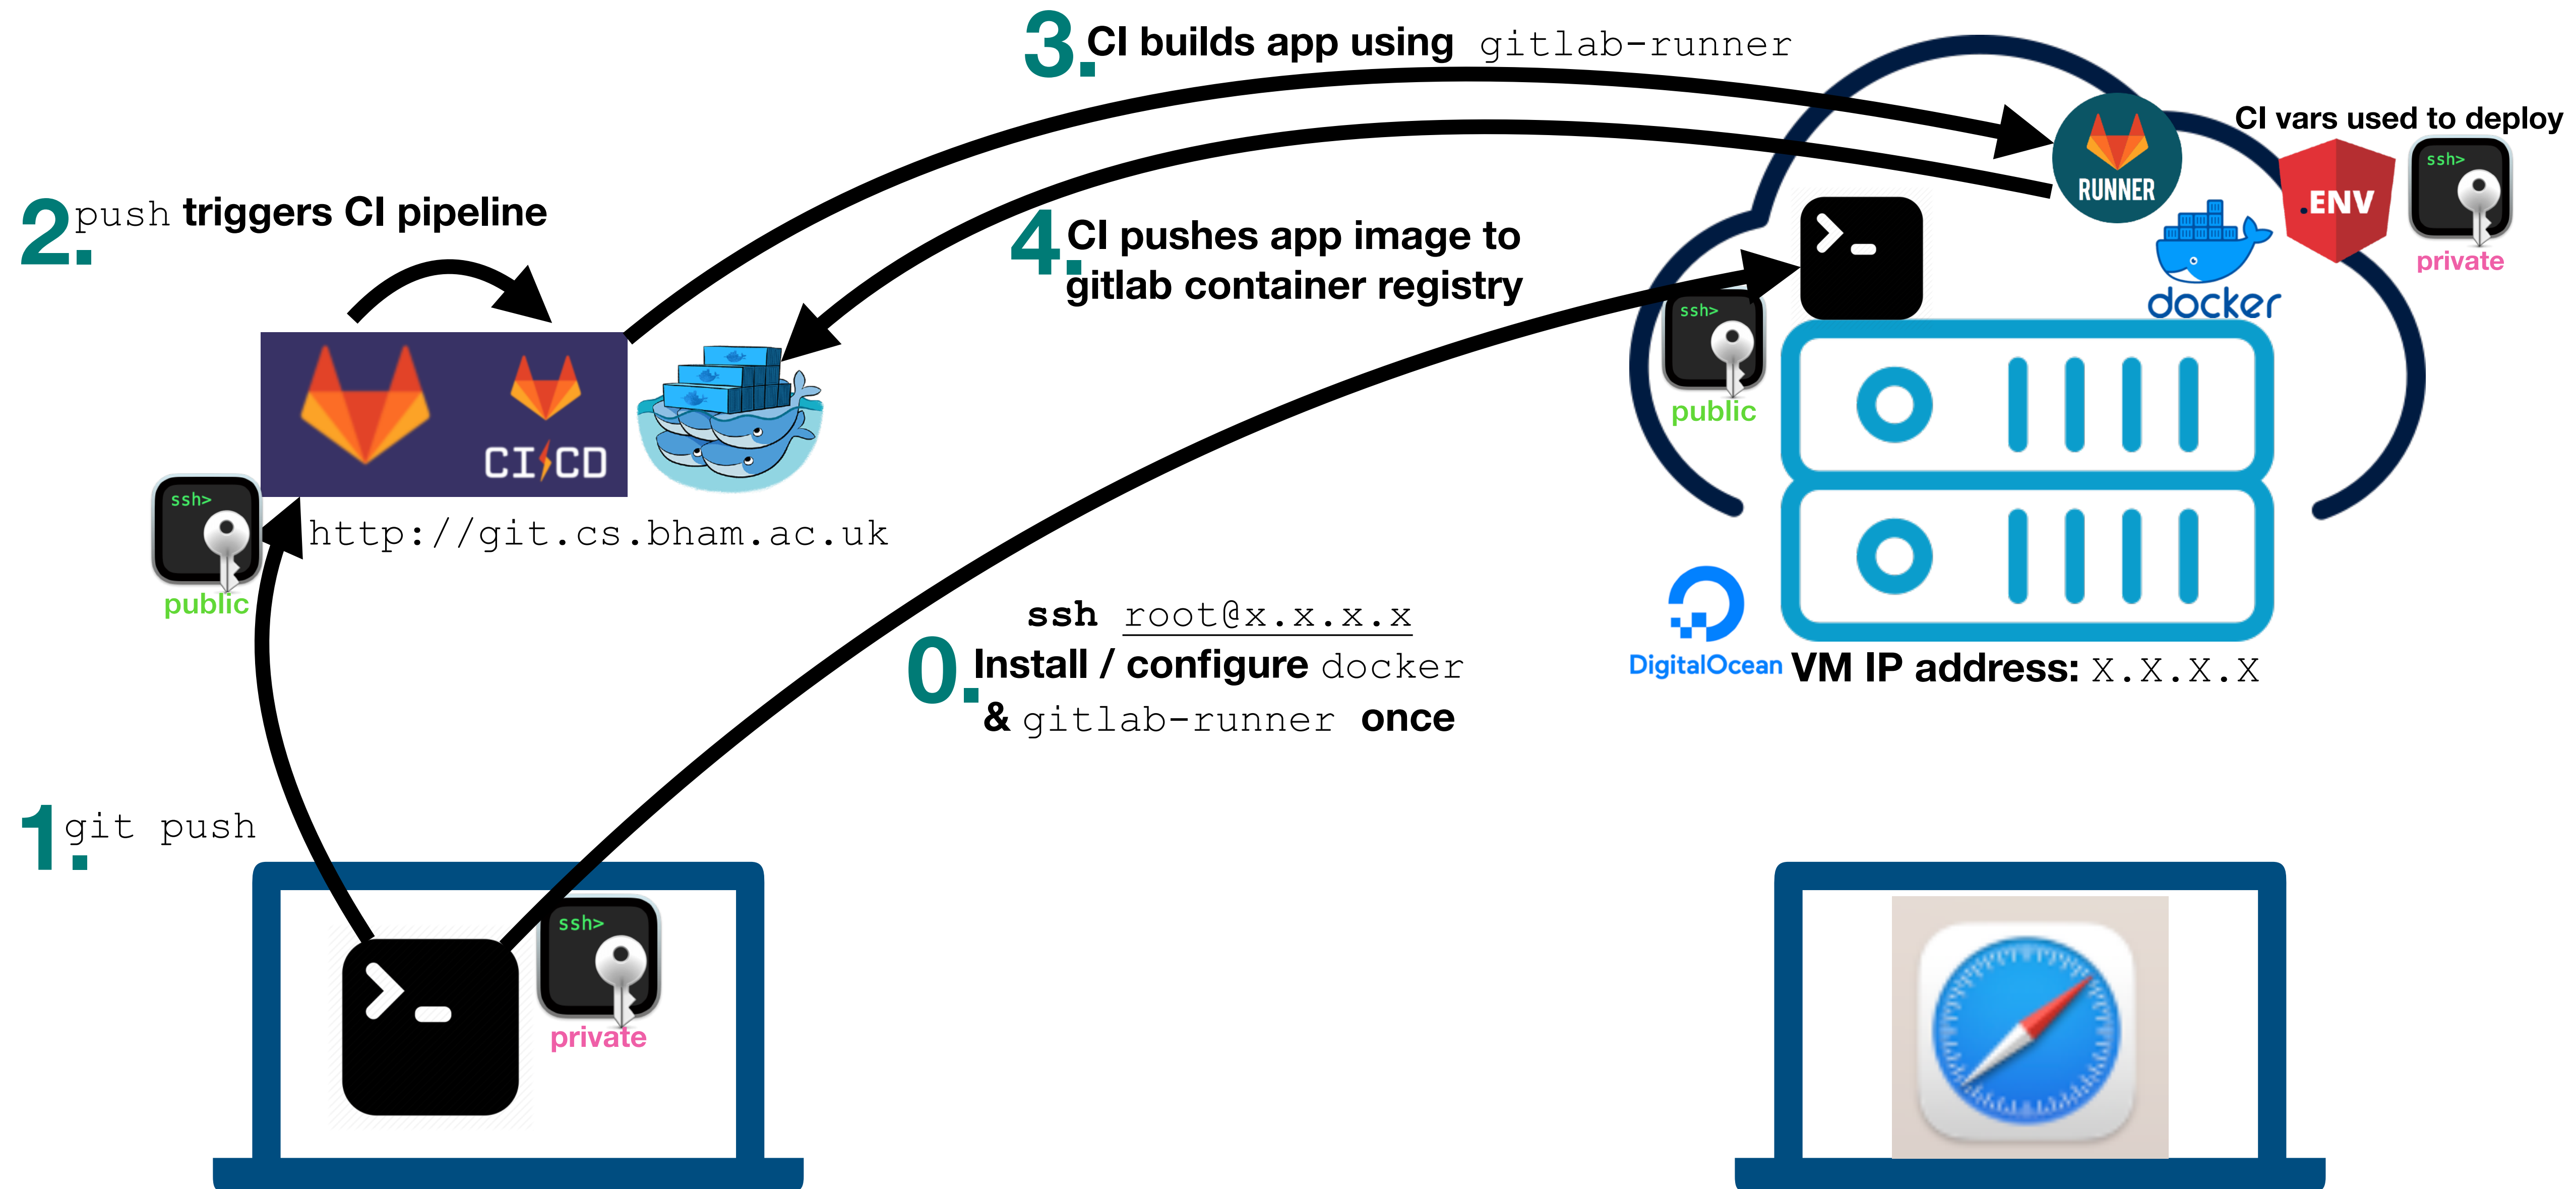 3. CI builds app using gitlab-runner
CI vars used to deploy
ssh>
private
.ENV
RUNNER
docker
2. push triggers CI pipeline
4. CI pushes app image to
gitlab container registry
ssh>
public
CI CD
ssh>
public
http://git.cs.bham.ac.uk
ssh root@x.x.x.x
0. Install / configure docker
& gitlab-runner once
DigitalOcean
VM IP address: X.X.X.X
1. git push
ssh>
private